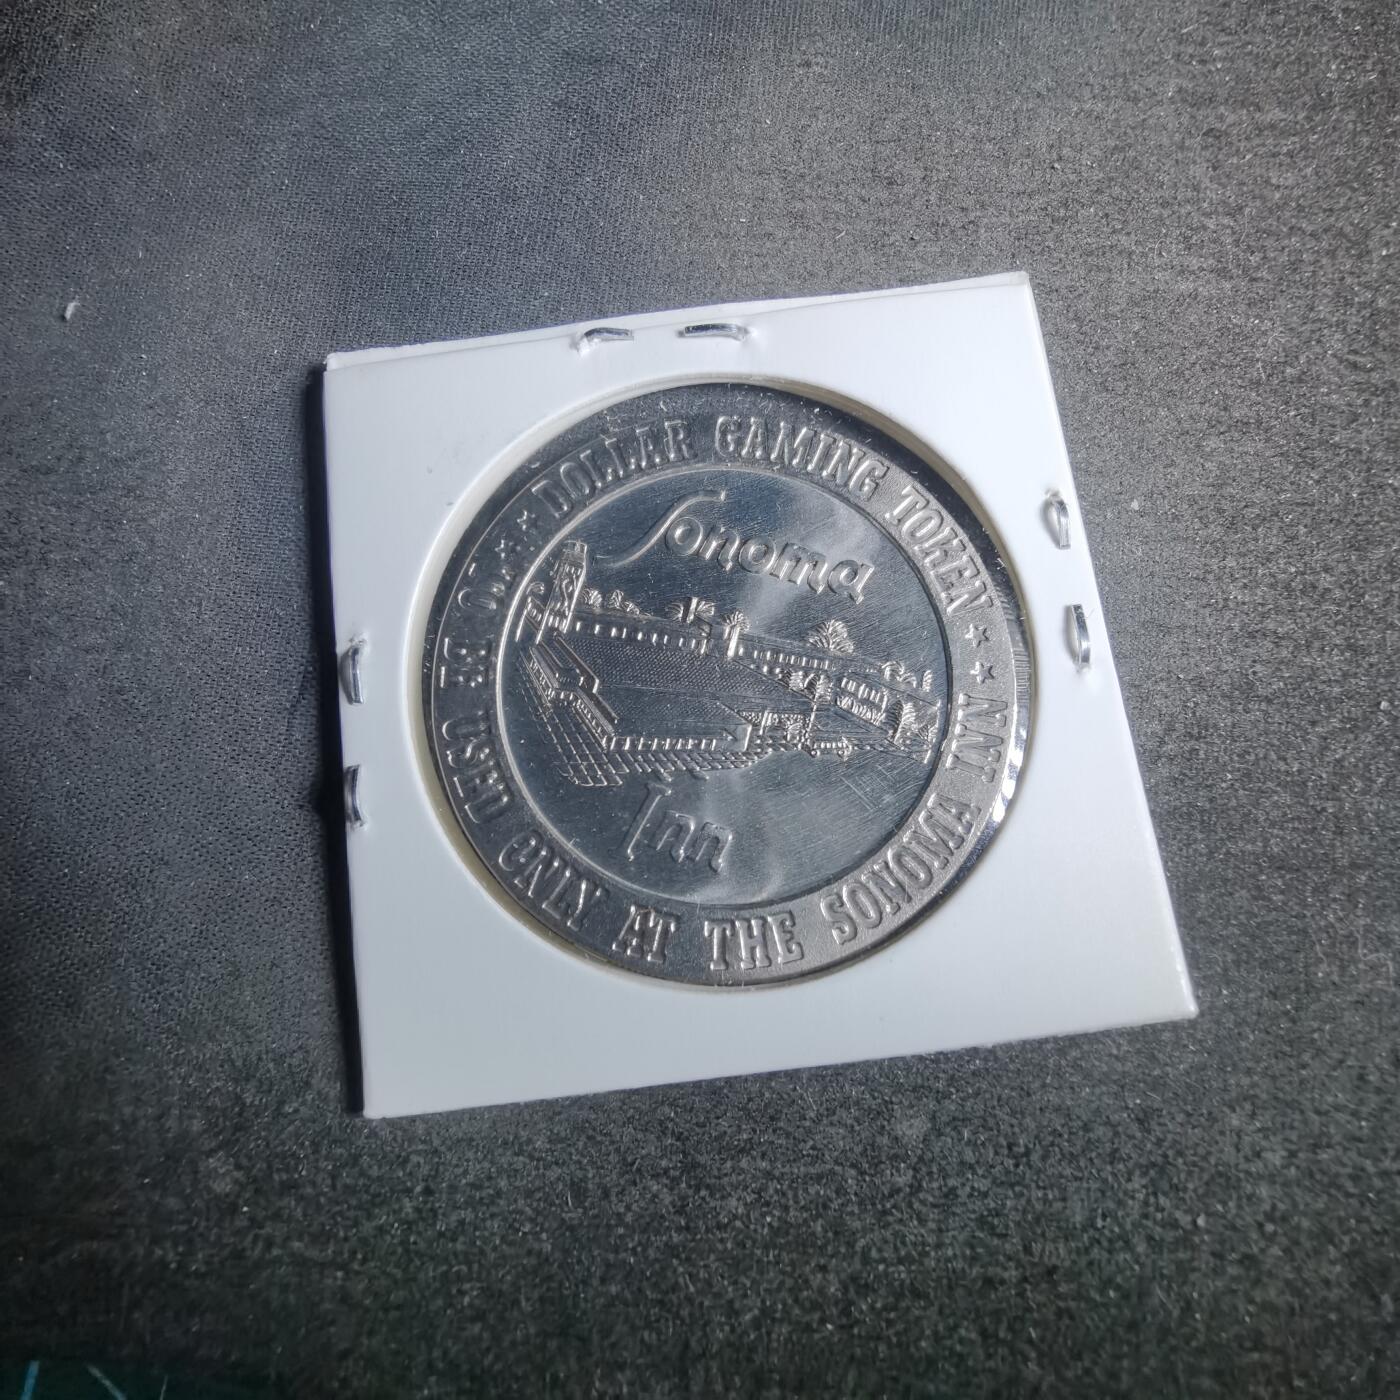 DOLLAR GAMING TOKEN
TO BE USED ONLY AT THE SONOMA INN
Sonoma
Inn